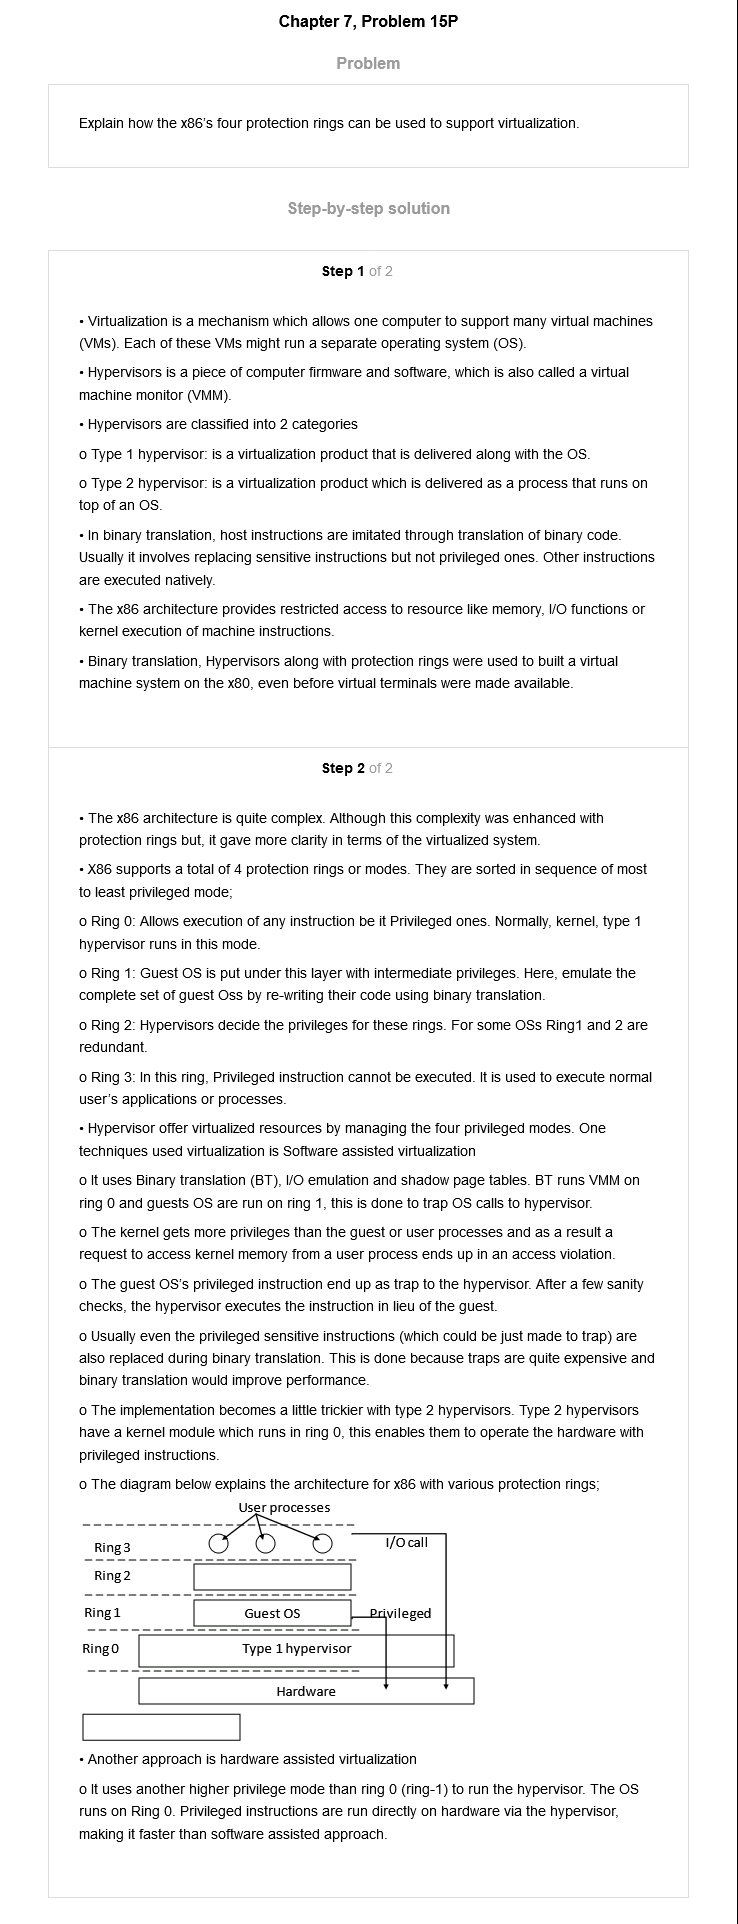 Chapter 7, Problem 15P
Problem
Explain how the x86's four protection rings can be used to support virtualization.
Step-by-step solution
Step 1 of 2
• Virtualization is a mechanism which allows one computer to support many virtual machines
(VMs). Each of these VMs might run a separate operating system (OS).
• Hypervisors is a piece of computer firmware and software, which is also called a virtual
machine monitor (VMM).
• Hypervisors are classified into 2 categories
o Type 1 hypervisor: is a virtualization product that is delivered along with the OS.
o Type 2 hypervisor: is a virtualization product which is delivered as a process that runs on
top of an OS.
• In binary translation, host instructions are imitated through translation of binary code.
Usually it involves replacing sensitive instructions but not privileged ones. Other instructions
are executed natively.
• The x86 architecture provides restricted access to resource like memory, I/O functions or
kernel execution of machine instructions.
• Binary translation, Hypervisors along with protection rings were used to built a virtual
machine system on the x80, even before virtual terminals were made available.
Step 2 of 2
• The x86 architecture is quite complex. Although this complexity was enhanced with
protection rings but, it gave more clarity in terms of the virtualized system.
• X86 supports a total of 4 protection rings or modes. They are sorted in sequence of most
to least privileged mode;
o Ring 0: Allows execution of any instruction be it Privileged ones. Normally, kernel, type 1
hypervisor runs in this mode.
o Ring 1: Guest OS is put under this layer with intermediate privileges. Here, emulate the
complete set of guest Oss by re-writing their code using binary translation.
o Ring 2: Hypervisors decide the privileges for these rings. For some OSs Ring1 and 2 are
redundant.
o Ring 3: In this ring, Privileged instruction cannot be executed. It is used to execute normal
user's applications or processes.
• Hypervisor offer virtualized resources by managing the four privileged modes. One
techniques used virtualization is Software assisted virtualization
o It uses Binary translation (BT), I/O emulation and shadow page tables. BT runs VMM on
ring 0 and guests OS are run on ring 1, this is done to trap OS calls to hypervisor.
o The kernel gets more privileges than the guest or user processes and as a result a
request to access kernel memory from a user process ends up in an access violation.
o The guest OS's privileged instruction end up as trap to the hypervisor. After a few sanity
checks, the hypervisor executes the instruction in lieu of the guest.
o Usually even the privileged sensitive instructions (which could be just made to trap) are
also replaced during binary translation. This is done because traps are quite expensive and
binary translation would improve performance.
o The implementation becomes a little trickier with type 2 hypervisors. Type 2 hypervisors
have a kernel module which runs in ring 0, this enables them to operate the hardware with
privileged instructions.
o The diagram below explains the architecture for x86 with various protection rings;
User processes
Ring 3
I/O call
Ring 2
Ring 1
Guest OS
Privileged
Ring 0
Type 1 hypervisor
Hardware
• Another approach is hardware assisted virtualization
o It uses another higher privilege mode than ring 0 (ring-1) to run the hypervisor. The OS
runs on Ring 0. Privileged instructions are run directly on hardware via the hypervisor,
making it faster than software assisted approach.